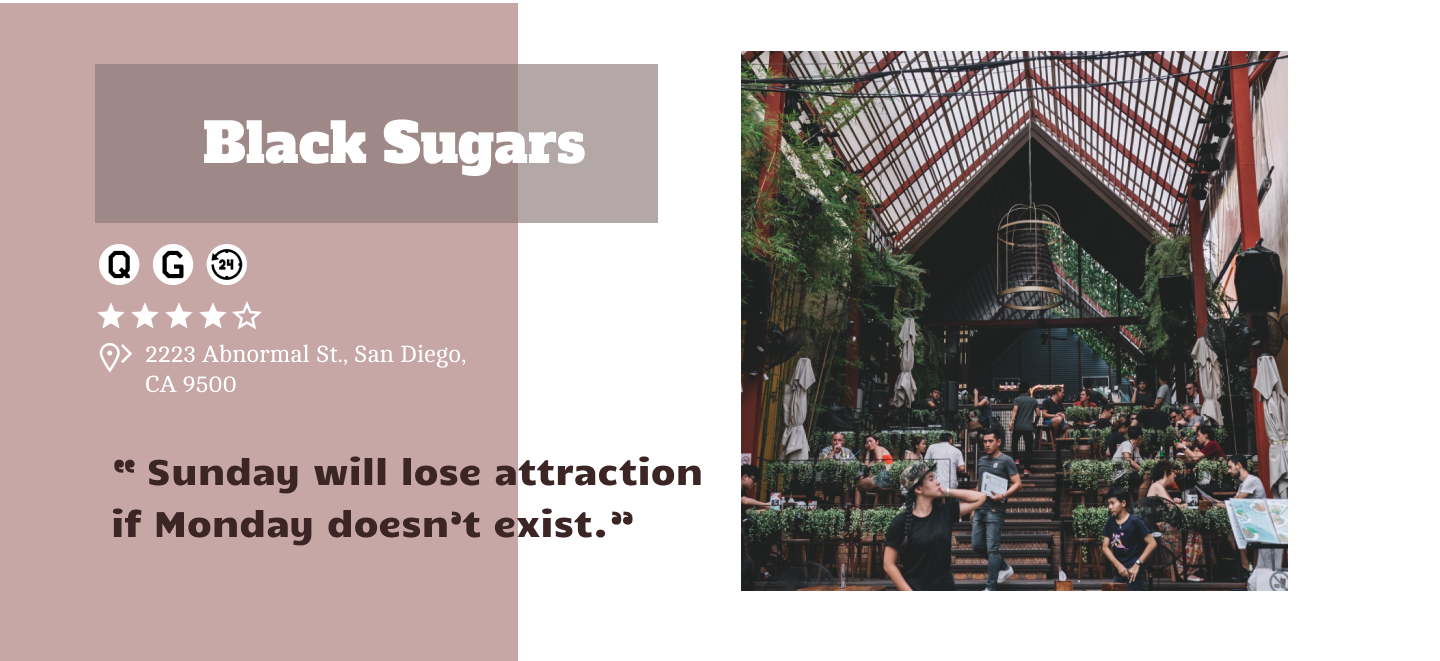 Black Sugars
Q G 24
2223 Abnormal St., San Diego,
CA 9500
“ Sunday will lose attraction
if Monday doesn’t exist.”